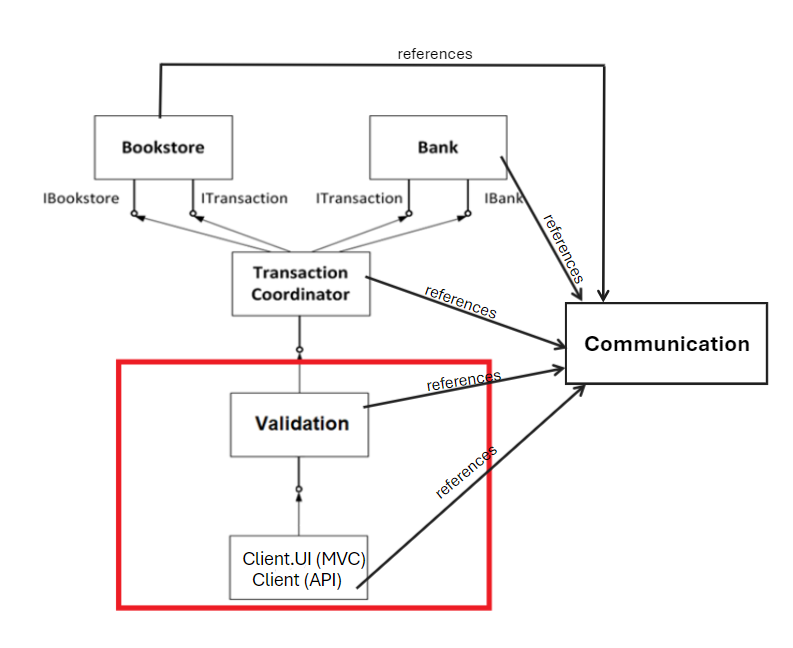 references
Bookstore
Bank
IBookstore
ITransaction
ITransaction
IBank
references
Transaction
Coordinator
references
Communication
references
Validation
references
Client.UI (MVC)
Client (API)